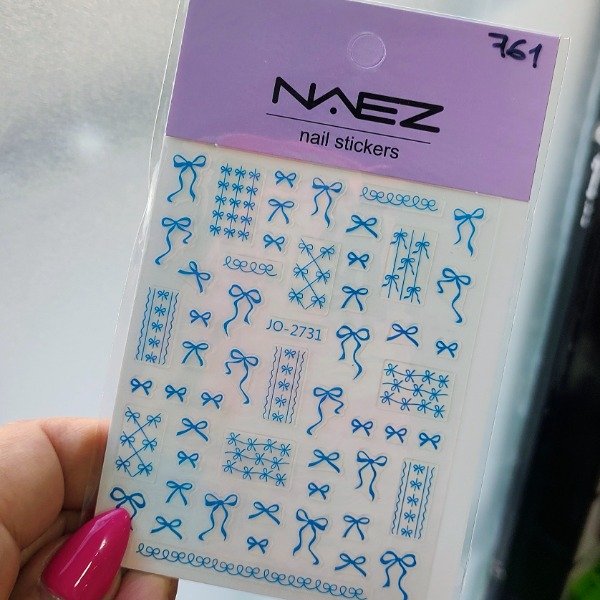 761
NAEZ
nail stickers
JO-2731